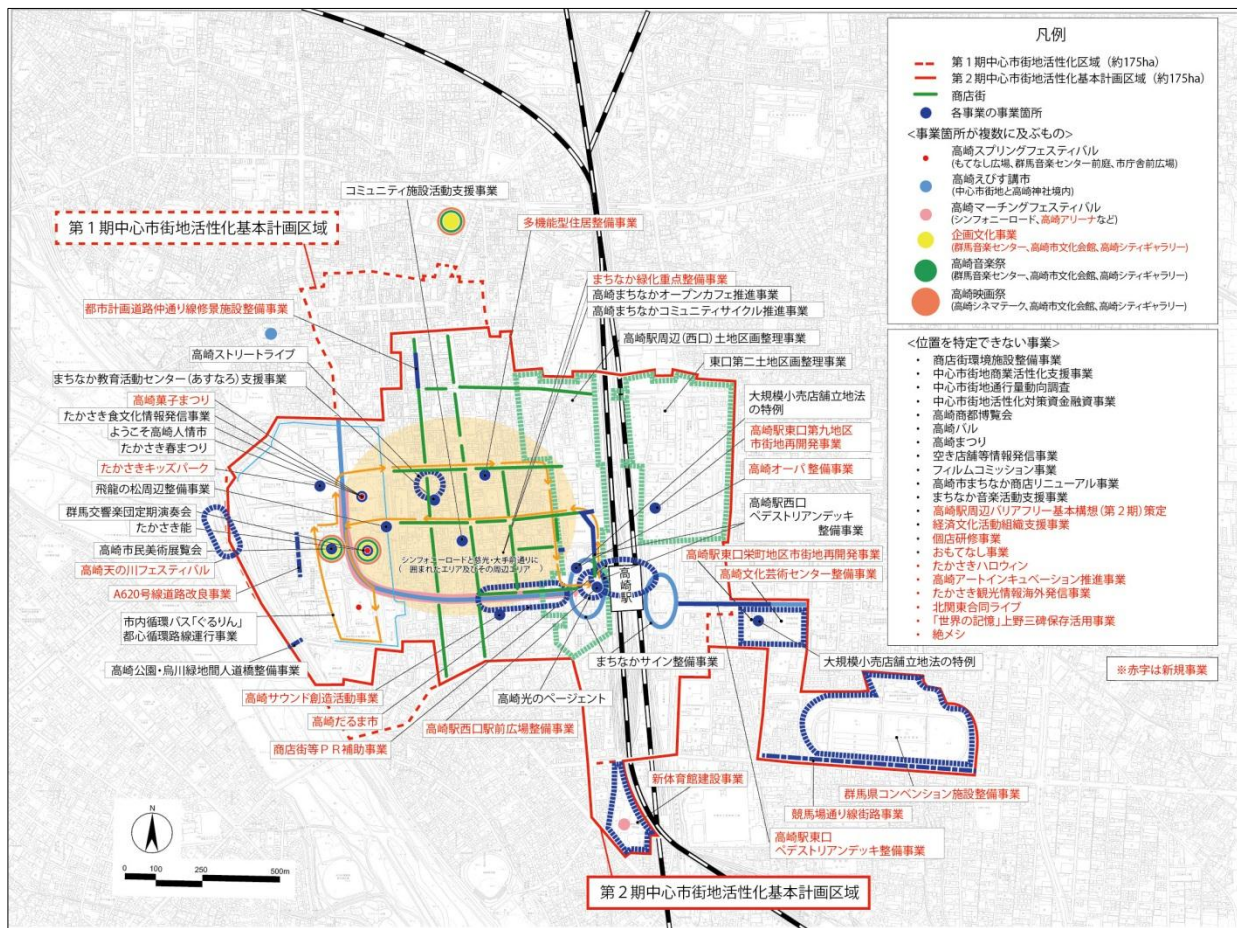 凡例
第1期中心市街地活性化区域（約175ha）
第2期中心市街地活性化基本計画区域（約175ha）
商店街
各事業の事業箇所
<事業箇所が複数に及ぶもの>
高崎スプリングフェスティバル
(もてなし広場、群馬音楽センター前庭、市庁舎前広場)
高崎えびす講市
(中心市街地と高崎神社境内)
高崎マーチングフェスティバル
(シンフォニーロード、高崎アリーナなど)
企画文化事業
(群馬音楽センター、高崎市文化会館、高崎シティギャラリー)
高崎音楽祭
(群馬音楽センター、高崎市文化会館、高崎シティギャラリー)
高崎映画祭
(高崎シネマテーク、高崎市文化会館、高崎シティギャラリー)
<位置を特定できない事業>
・ 商店街環境施設整備事業
・ 中心市街地商業活性化支援事業
・ 中心市街地通行量動向調査
・ 中心市街地活性化対策資金融資事業
・ 高崎商都博覧会
・ 高崎バル
・ 高崎まつり
・ 空き店舗等情報発信事業
・ フィルムコミッション事業
・ 高崎市まちなか商店リニューアル事業
・ まちなか音楽活動支援事業
・ 高崎駅周辺バリアフリー基本構想（第2期）策定
・ 経済文化活動組織支援事業
・ 個店研修事業
・ おもてなし事業
・ たかさきハロウィン
・ 高崎アートインキュベーション推進事業
・ たかさき観光情報海外発信事業
・ 北関東合同ライブ
・ 「世界の記憶」上野三碑保存活用事業
・ 絶メシ
※赤字は新規事業
コミュニティ施設活動支援事業
第1期中心市街地活性化基本計画区域
多機能型住居整備事業
まちなか緑化重点整備事業
高崎まちなかオープンカフェ推進事業
高崎まちなかコミュニティサイクル推進事業
都市計画道路仲通り線修景施設整備事業
高崎駅周辺（西口）土地区画整理事業
東口第二土地区画整理事業
高崎ストリートライブ
まちなか教育活動センター（あすなろ）支援事業
高崎菓子まつり
たかさき食文化情報発信事業
ようこそ高崎人情市
たかさき春まつり
たかさきキッズパーク
飛龍の松周辺整備事業
群馬交響楽団定期演奏会
たかさき能
高崎市民美術展覧会
高崎天の川フェスティバル
A620号線道路改良事業
市内循環バス「ぐるりん」
都心循環路線運行事業
高崎公園・烏川緑地間人道橋整備事業
大規模小売店舗立地法
の特例
高崎駅東口第九地区
市街地再開発事業
高崎オーパ整備事業
高崎駅西口
ペデストリアンデッキ
整備事業
高崎駅東口栄町地区市街地再開発事業
高崎文化芸術センター整備事業
シンフォニーロードと慈光・大手前通りに
（囲まれたエリア及びその周辺エリア）
高崎駅
まちなかサイン整備事業
大規模小売店舗立地法の特例
高崎サウンド創造活動事業
高崎光のページェント
高崎だるま市
高崎駅西口駅前広場整備事業
商店街等PR補助事業
新体育館建設事業
群馬県コンベンション施設整備事業
競馬場通り線街路事業
高崎駅東口
ペデストリアンデッキ整備事業
第2期中心市街地活性化基本計画区域
N
0 100 250 500m